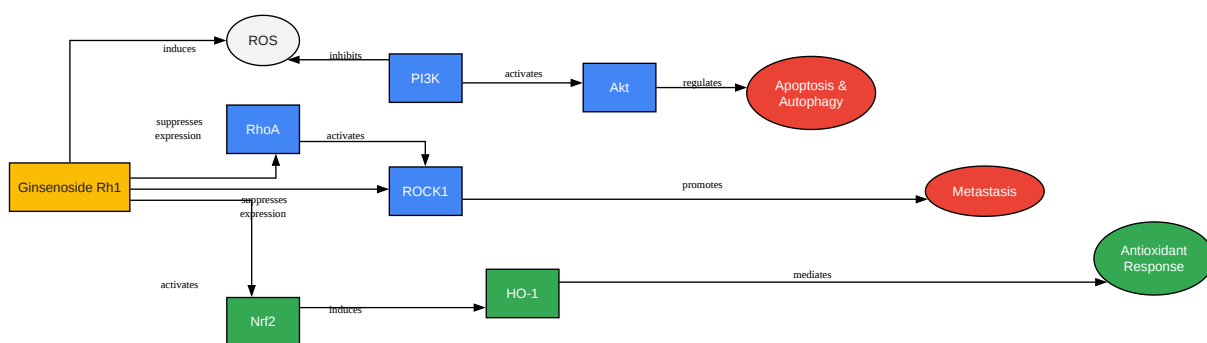 ROS
induces
inhibits
PI3K
activates
Akt
regulates
Apoptosis &
Autophagy
suppresses
expression
RhoA
activates
Ginsenoside Rh1
ROCK1
promotes
Metastasis
suppresses
expression
Antioxidant
Response
activates
HO-1
mediates
Nrf2
induces